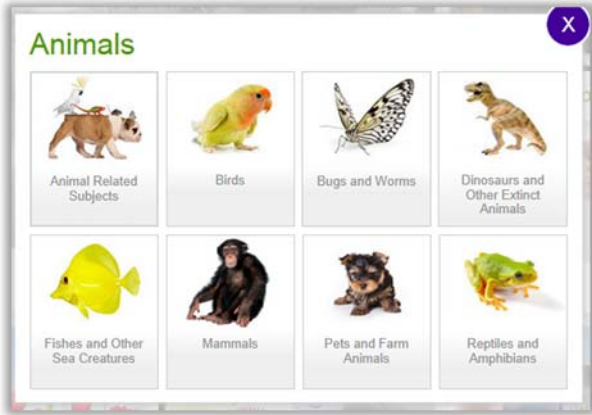 X
Animals
Animal Related
Subjects
Birds
Bugs and Worms
Dinosaurs and
Other Extinct
Animals
Fishes and Other
Sea Creatures
Mammals
Pets and Farm
Animals
Reptiles and
Amphibians